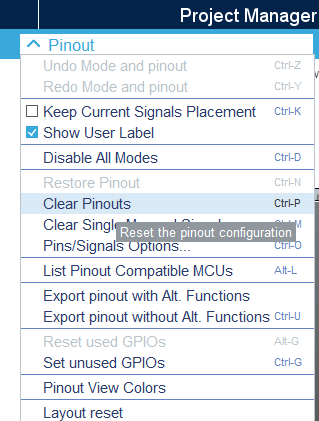 Project Manager
Pinout
Undo Mode and pinout Ctrl-Z
Redo Mode and pinout Ctrl-Y
Keep Current Signals Placement Ctrl-K
Show User Label
Disable All Modes Ctrl-D
Restore Pinout Ctrl-N
Clear Pinouts Ctrl-P
Clear Single
Reset the pinout configuration
Pins/Signals Options... Ctrl-O
List Pinout Compatible MCUs Alt-L
Export pinout with Alt. Functions
Export pinout without Alt. Functions Ctrl-U
Reset used GPIOs Alt-G
Set unused GPIOs Ctrl-G
Pinout View Colors
Layout reset